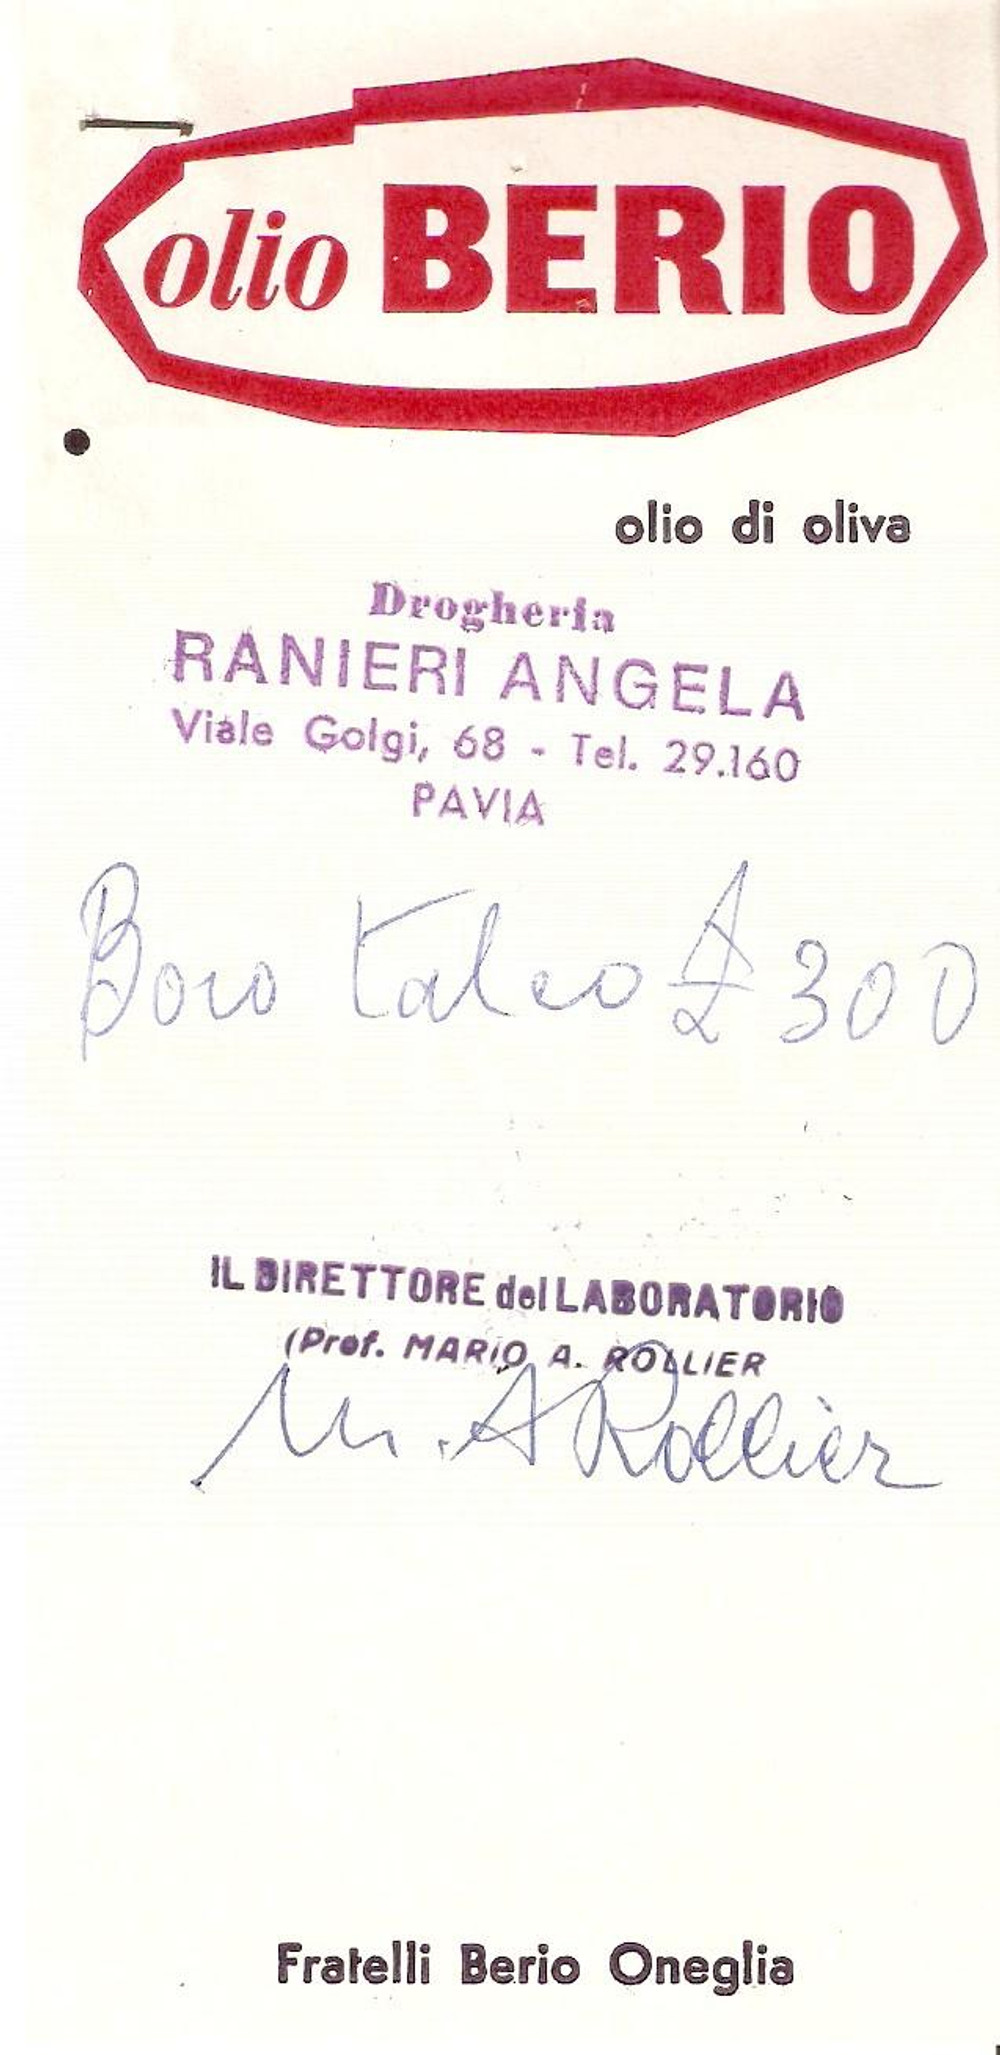 olio BERIO
olio di oliva
Drogheria
RANIERI ANGELA
Viale Golgi, 68 - Tel. 29.160
PAVIA
Boro talco £ 300
IL DIRETTORE del LABORATORIO
(Prof. MARIO A. ROLLIER
M. A Rollier
Fratelli Berio Oneglia